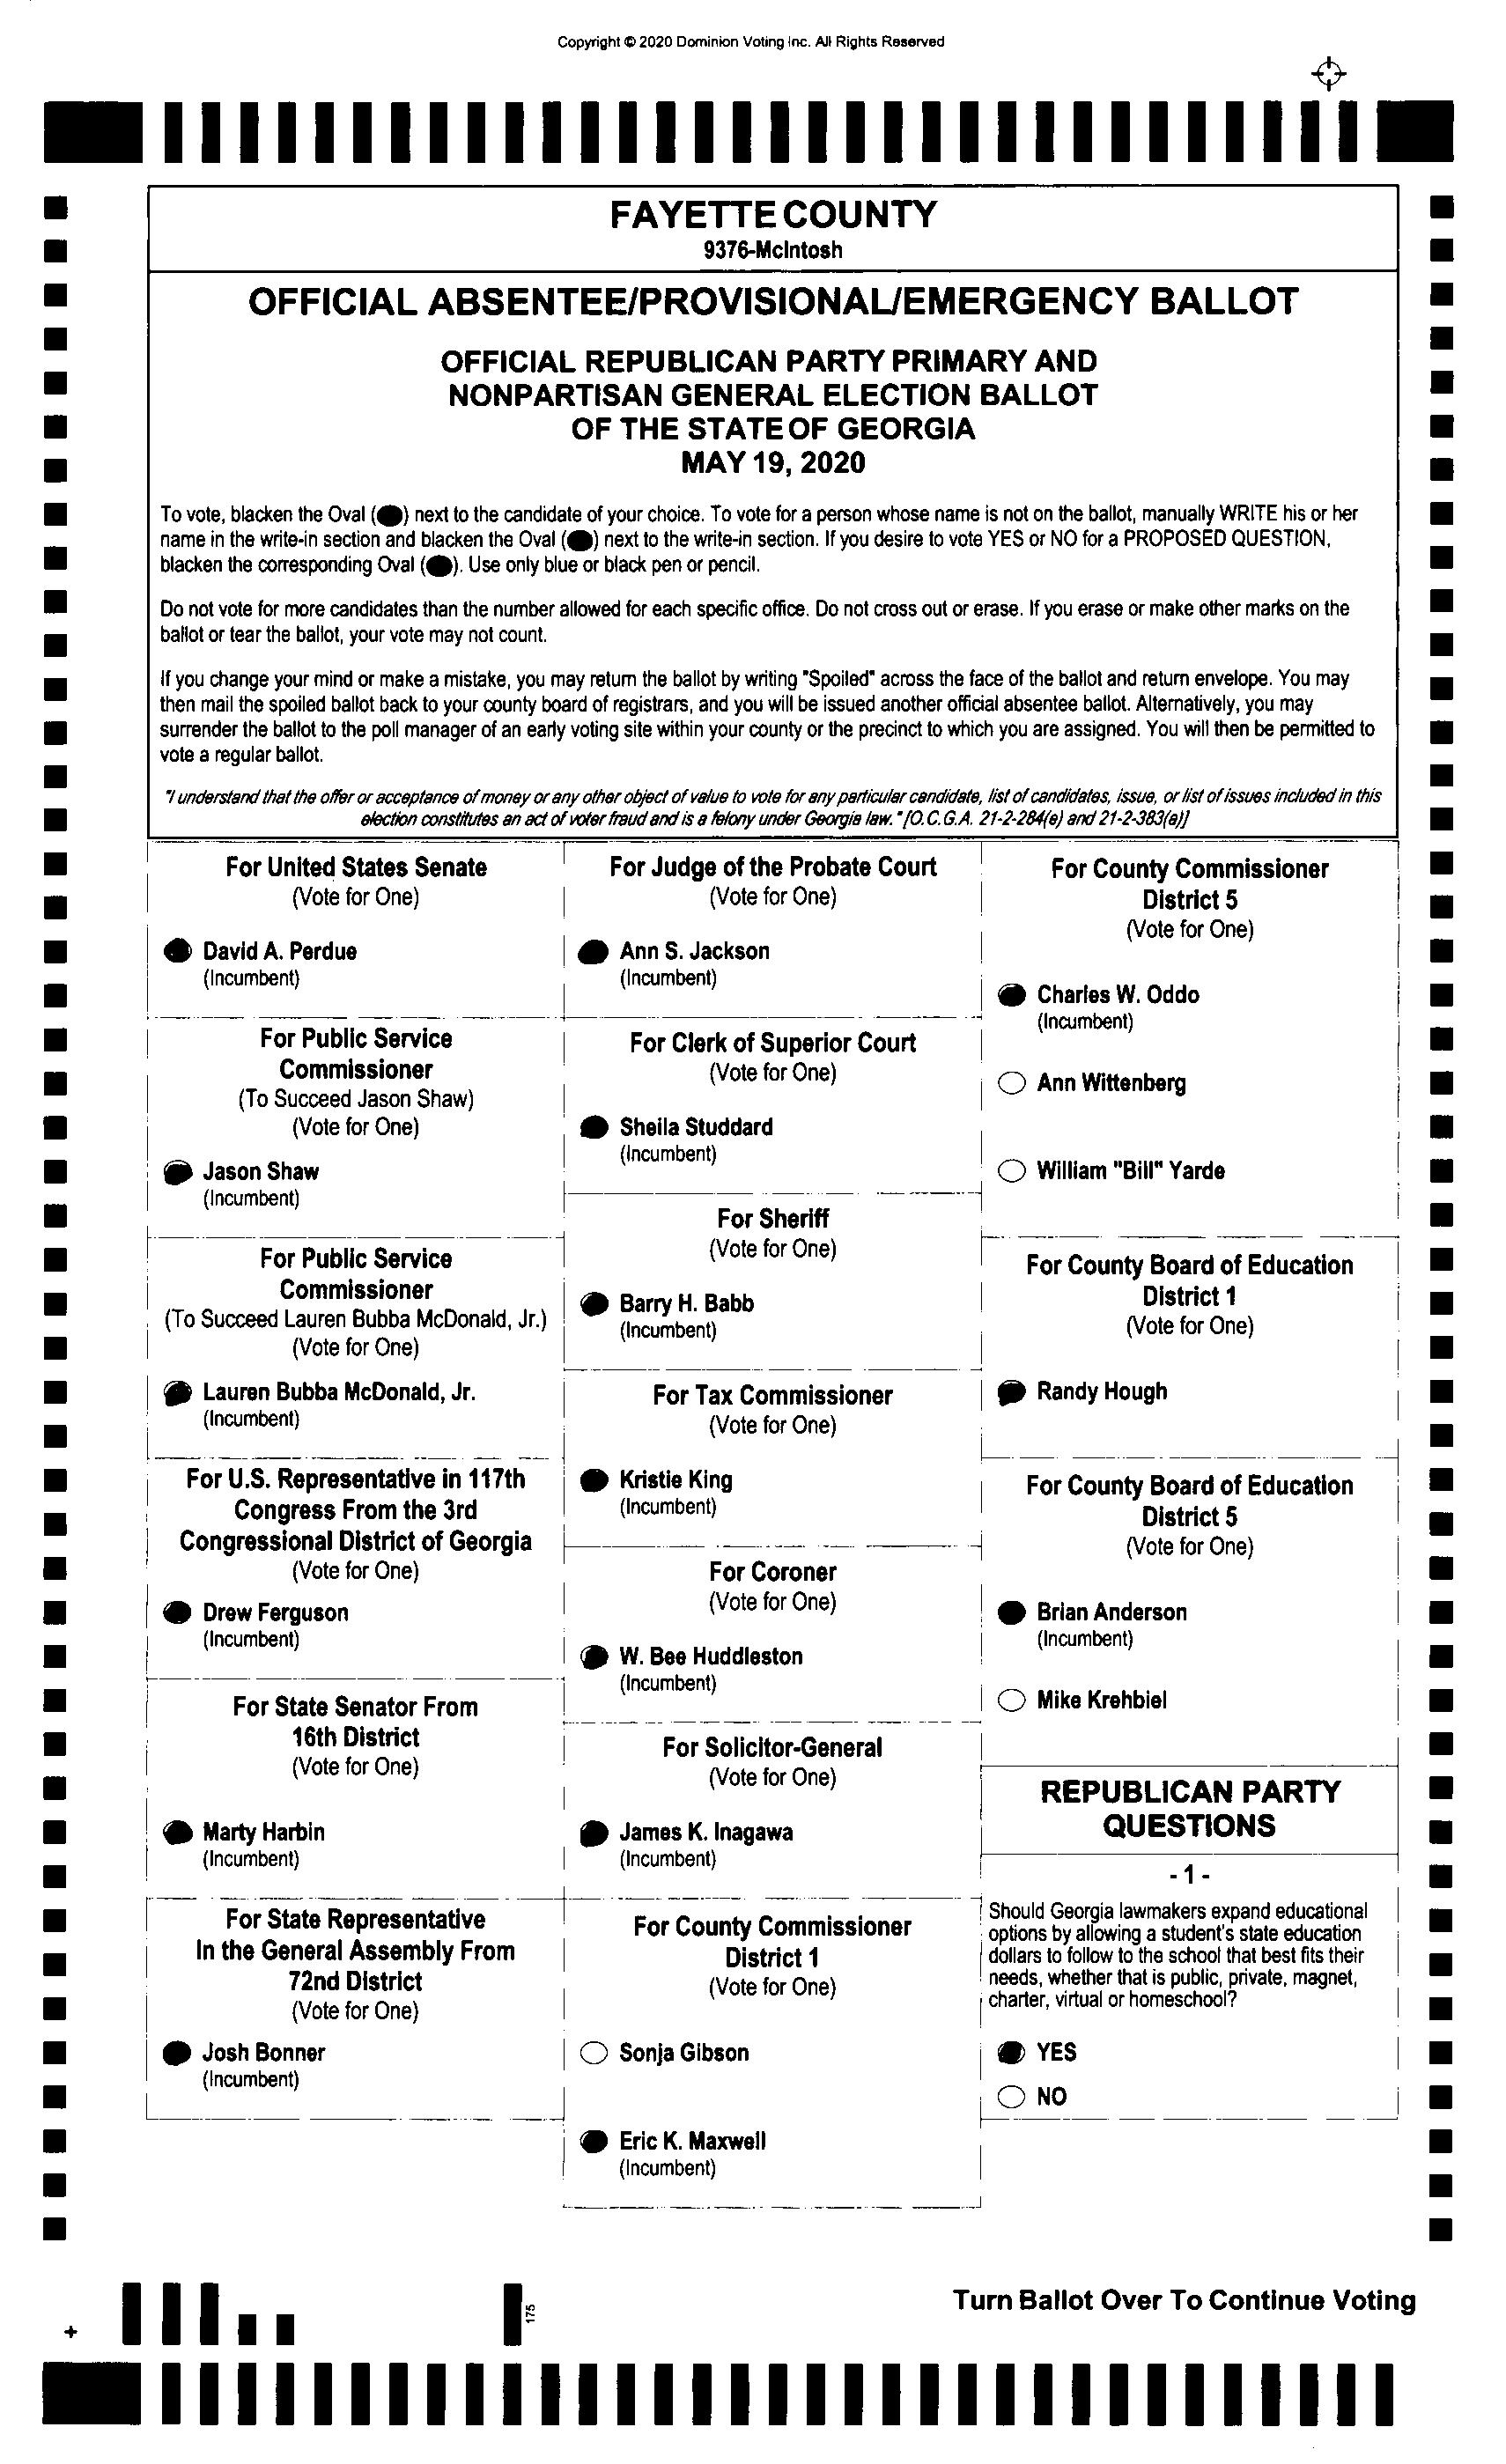 Copyright © 2020 Dominion Voting Inc. All Rights Reserved
FAYETTE COUNTY
9376-McIntosh
OFFICIAL ABSENTEE/PROVISIONAL/EMERGENCY BALLOT
OFFICIAL REPUBLICAN PARTY PRIMARY AND
NONPARTISAN GENERAL ELECTION BALLOT
OF THE STATE OF GEORGIA
MAY 19, 2020
To vote, blacken the Oval (⬬) next to the candidate of your choice. To vote for a person whose name is not on the ballot, manually WRITE his or her
name in the write-in section and blacken the Oval (⬬) next to the write-in section. If you desire to vote YES or NO for a PROPOSED QUESTION,
blacken the corresponding Oval (⬬). Use only blue or black pen or pencil.
Do not vote for more candidates than the number allowed for each specific office. Do not cross out or erase. If you erase or make other marks on the
ballot or tear the ballot, your vote may not count.
If you change your mind or make a mistake, you may return the ballot by writing "Spoiled" across the face of the ballot and return envelope. You may
then mail the spoiled ballot back to your county board of registrars, and you will be issued another official absentee ballot. Alternatively, you may
surrender the ballot to the poll manager of an early voting site within your county or the precinct to which you are assigned. You will then be permitted to
vote a regular ballot.
"I understand that the offer or acceptance of money or any other object of value to vote for any particular candidate, list of candidates, issue, or list of issues included in this
election constitutes an act of voter fraud and is a felony under Georgia law." [O.C.G.A. 21-2-284(e) and 21-2-383(a)]
For United States Senate
(Vote for One)
David A. Perdue
(Incumbent)
For Public Service
Commissioner
(To Succeed Jason Shaw)
(Vote for One)
Jason Shaw
(Incumbent)
For Public Service
Commissioner
(To Succeed Lauren Bubba McDonald, Jr.)
(Vote for One)
Lauren Bubba McDonald, Jr.
(Incumbent)
For U.S. Representative in 117th
Congress From the 3rd
Congressional District of Georgia
(Vote for One)
Drew Ferguson
(Incumbent)
For State Senator From
16th District
(Vote for One)
Marty Harbin
(Incumbent)
For State Representative
In the General Assembly From
72nd District
(Vote for One)
Josh Bonner
(Incumbent)
For Judge of the Probate Court
(Vote for One)
Ann S. Jackson
(Incumbent)
For Clerk of Superior Court
(Vote for One)
Sheila Studdard
(Incumbent)
For Sheriff
(Vote for One)
Barry H. Babb
(Incumbent)
For Tax Commissioner
(Vote for One)
Kristie King
(Incumbent)
For Coroner
(Vote for One)
W. Bee Huddleston
(Incumbent)
For Solicitor-General
(Vote for One)
James K. Inagawa
(Incumbent)
For County Commissioner
District 1
(Vote for One)
Sonja Gibson
Eric K. Maxwell
(Incumbent)
For County Commissioner
District 5
(Vote for One)
Charles W. Oddo
(Incumbent)
Ann Wittenberg
William "Bill" Yarde
For County Board of Education
District 1
(Vote for One)
Randy Hough
For County Board of Education
District 5
(Vote for One)
Brian Anderson
(Incumbent)
Mike Krehbiel
REPUBLICAN PARTY
QUESTIONS
- 1 -
Should Georgia lawmakers expand educational
options by allowing a student's state education
dollars to follow to the school that best fits their
needs, whether that is public, private, magnet,
charter, virtual or homeschool?
YES
NO
Turn Ballot Over To Continue Voting
175